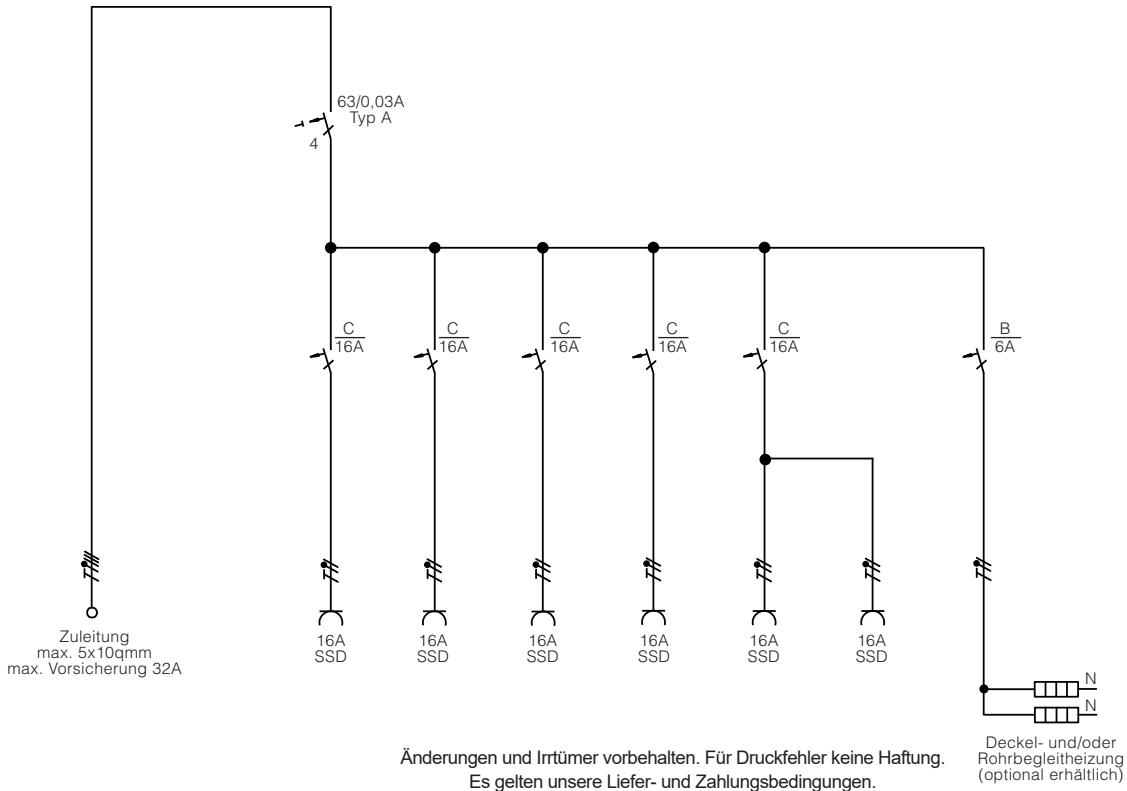 63/0,03A
Typ A
4
C
16A
C
16A
C
16A
C
16A
C
16A
B
6A
Zuleitung
max. 5x10qmm
max. Vorsicherung 32A
16A
SSD
16A
SSD
16A
SSD
16A
SSD
16A
SSD
16A
SSD
N
N
Deckel- und/oder
Rohrbegleitheizung
(optional erhältlich)
Änderungen und Irrtümer vorbehalten. Für Druckfehler keine Haftung.
Es gelten unsere Liefer- und Zahlungsbedingungen.